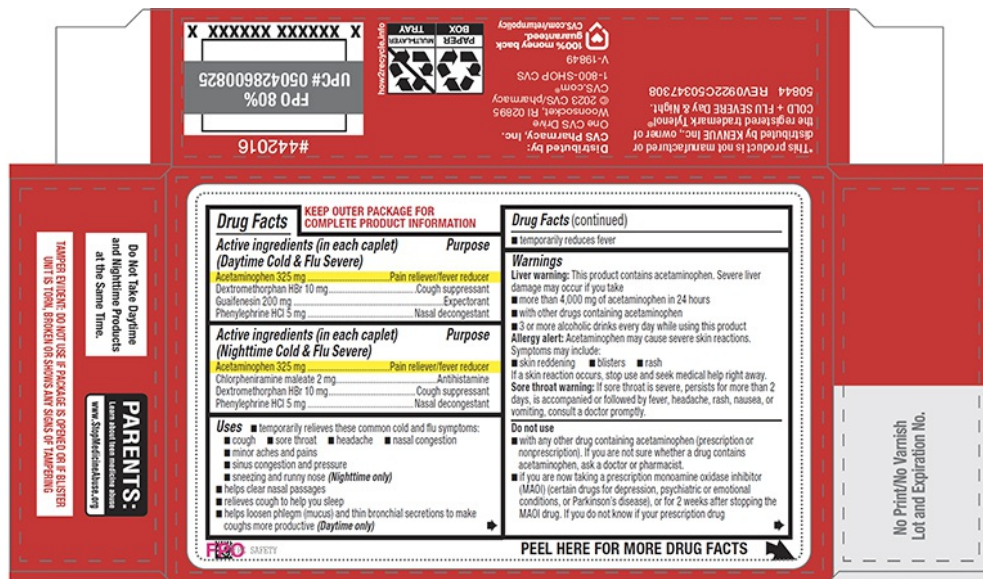 *This product is not manufactured or
distributed by KENVUE Inc., owner of
the registered trademark Tylenol®
COLD + FLU SEVERE Day & Night.
50844 REV0922C50347308
Distributed by:
CVS Pharmacy, Inc.
One CVS Drive
Woonsocket, RI 02895
© 2023 CVS/pharmacy
CVS.com®
1-800-SHOP CVS
V-19849
100% money back
guaranteed.
CVS.com/returnpolicy
how2recycle.info
PAPER
BOX
MULTI-LAYER
TRAY
#442016
FPO 80%
UPC# 050428600825
X XXXXXX XXXXXX X
Do Not Take Daytime
and Nighttime Products
at the Same Time.
TAMPER EVIDENT: DO NOT USE IF PACKAGE IS OPENED OR IF BLISTER
UNIT IS TORN, BROKEN OR SHOWS ANY SIGNS OF TAMPERING
PARENTS:
Learn about teen medicine abuse
www.StopMedicineAbuse.org
Drug Facts
KEEP OUTER PACKAGE FOR
COMPLETE PRODUCT INFORMATION
Active ingredients (in each caplet) Purpose
(Daytime Cold & Flu Severe)
Acetaminophen 325 mg Pain reliever/fever reducer
Dextromethorphan HBr 10 mg Cough suppressant
Guaifenesin 200 mg Expectorant
Phenylephrine HCl 5 mg Nasal decongestant
Active ingredients (in each caplet) Purpose
(Nighttime Cold & Flu Severe)
Acetaminophen 325 mg Pain reliever/fever reducer
Chlorpheniramine maleate 2 mg Antihistamine
Dextromethorphan HBr 10 mg Cough suppressant
Phenylephrine HCl 5 mg Nasal decongestant
Uses ■ temporarily relieves these common cold and flu symptoms:
■ cough ■ sore throat ■ headache ■ nasal congestion
■ minor aches and pains
■ sinus congestion and pressure
■ sneezing and runny nose (Nighttime only)
■ helps clear nasal passages
■ relieves cough to help you sleep
■ helps loosen phlegm (mucus) and thin bronchial secretions to make
coughs more productive (Daytime only)
Drug Facts (continued)
■ temporarily reduces fever
Warnings
Liver warning: This product contains acetaminophen. Severe liver
damage may occur if you take
■ more than 4,000 mg of acetaminophen in 24 hours
■ with other drugs containing acetaminophen
■ 3 or more alcoholic drinks every day while using this product
Allergy alert: Acetaminophen may cause severe skin reactions.
Symptoms may include:
■ skin reddening ■ blisters ■ rash
If a skin reaction occurs, stop use and seek medical help right away.
Sore throat warning: If sore throat is severe, persists for more than 2
days, is accompanied or followed by fever, headache, rash, nausea, or
vomiting, consult a doctor promptly.
Do not use
■ with any other drug containing acetaminophen (prescription or
nonprescription). If you are not sure whether a drug contains
acetaminophen, ask a doctor or pharmacist.
■ if you are now taking a prescription monoamine oxidase inhibitor
(MAOI) (certain drugs for depression, psychiatric or emotional
conditions, or Parkinson's disease), or for 2 weeks after stopping the
MAOI drug. If you do not know if your prescription drug
FPO SAFETY
PEEL HERE FOR MORE DRUG FACTS
No Print/No Varnish
Lot and Expiration No.